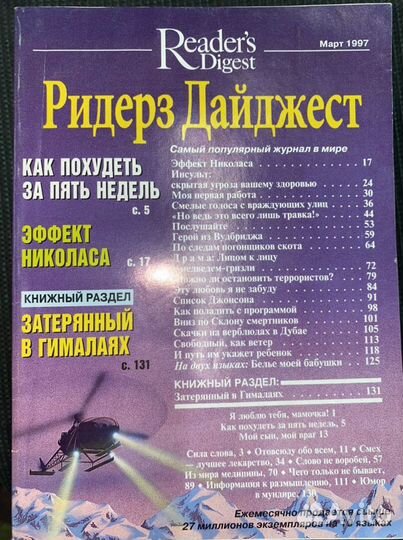 Reader's
Digest
Март 1997
Ридерз Дайджест
Самый популярный журнал в мире
КАК ПОХУДЕТЬ
ЗА ПЯТЬ НЕДЕЛЬ
с. 5
ЭФФЕКТ
НИКОЛАСА с. 17
КНИЖНЫЙ РАЗДЕЛ
ЗАТЕРЯННЫЙ
В ГИМАЛАЯХ
с. 131
Эффект Николаса 17
Инсульт:
скрытая угроза вашему здоровью 24
Моя первая работа 30
Смелые голоса с враждующих улиц 36
«Но ведь это всего лишь травка!» 44
Послушайте 53
Герой из Вудбриджа 59
По следам погонщиков скота 64
Драма: Лицом к лицу
с медведем-гризли 72
Можно ли остановить террористов? 79
Эту любовь я не забуду 84
Список Джонсона 91
Как поладить с программой 98
Вниз по Склону смертников 101
Скачки на верблюдах в Дубае 105
Свободный, как ветер 113
И путь им укажет ребенок 118
На двух языках: Белье моей бабушки 125
КНИЖНЫЙ РАЗДЕЛ:
Затерянный в Гималаях 131
Я люблю тебя, мамочка! 1
Как похудеть за пять недель, 5
Мой сын, мой враг 13
Сила слова, 3 • Отовсюду обо всем, 11 • Смех
— лучшее лекарство, 34 • Слово не воробей, 57
Из мира медицины, 70 • Чего только не бывает,
89 • Информация к размышлению, 111 • Юмор
в мундире, 130
Ежемесячно продается свыше
27 миллионов экземпляров на языках